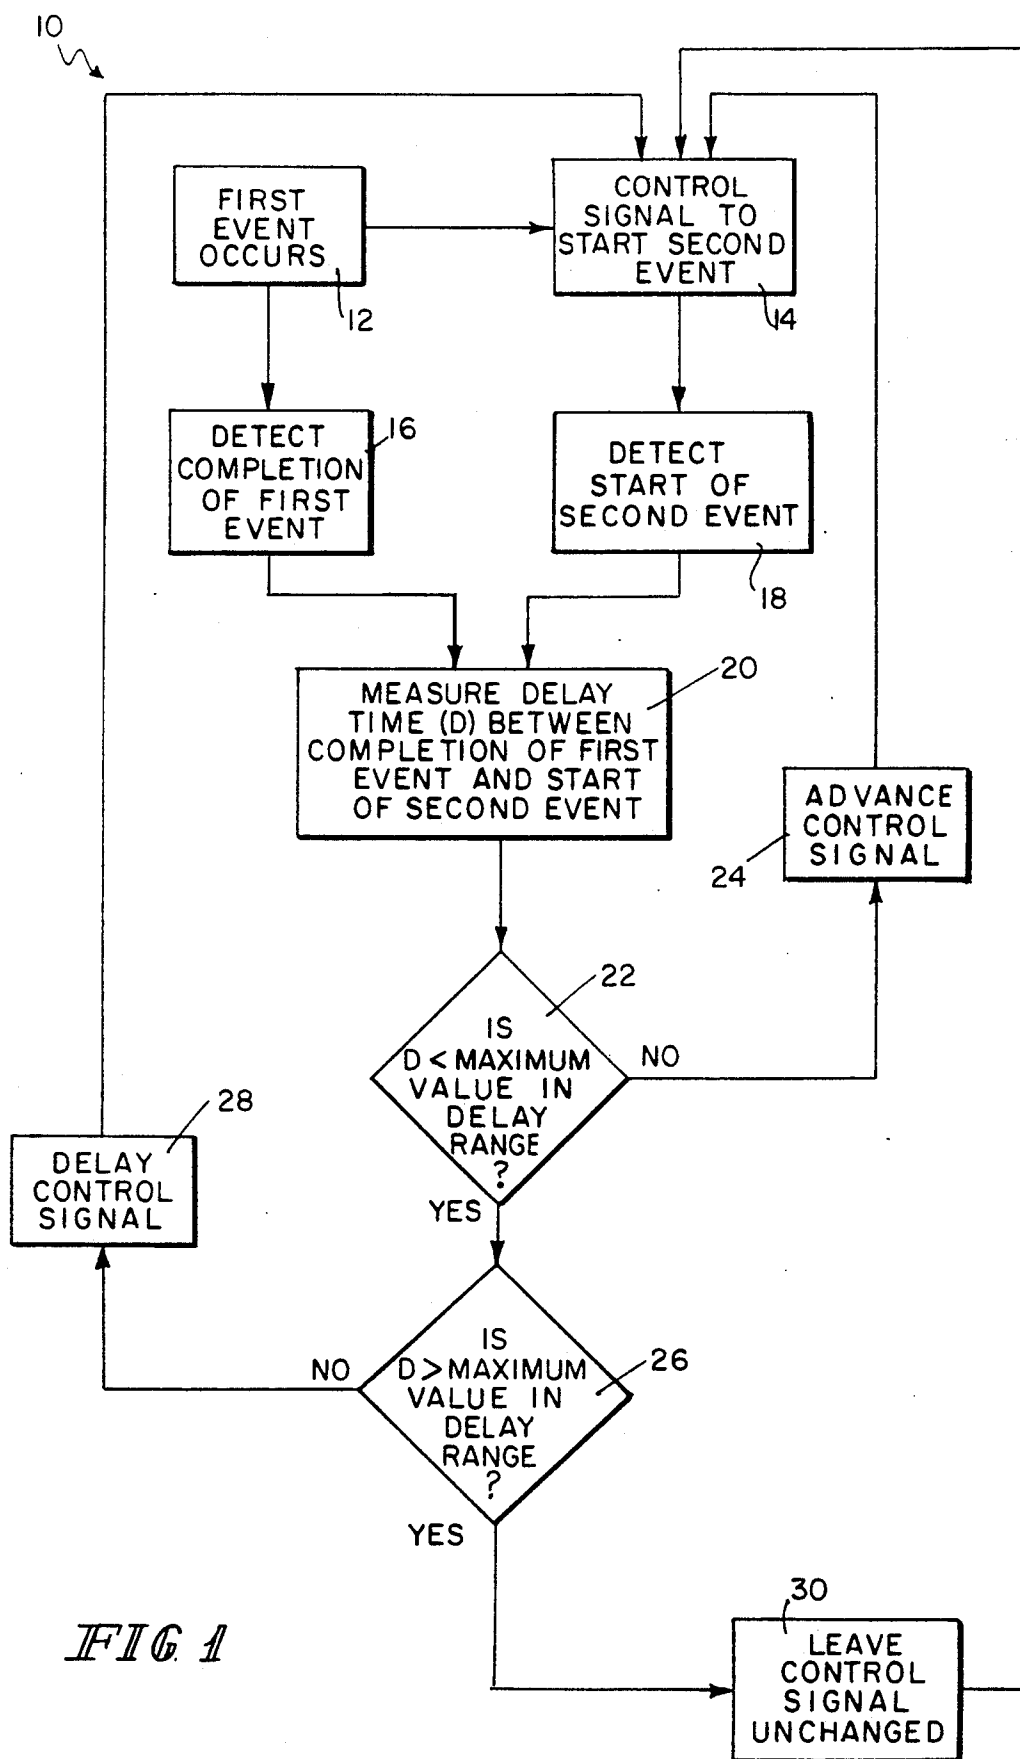 10
FIRST
EVENT
OCCURS
12
CONTROL
SIGNAL TO
START SECOND
EVENT
14
DETECT
COMPLETION
OF FIRST
EVENT
16
DETECT
START OF
SECOND EVENT
18
MEASURE DELAY
TIME (D) BETWEEN
COMPLETION OF FIRST
EVENT AND START
OF SECOND EVENT
20
ADVANCE
CONTROL
SIGNAL
24
IS
D < MAXIMUM
VALUE IN
DELAY
RANGE
?
22
NO
YES
28
DELAY
CONTROL
SIGNAL
IS
D > MAXIMUM
VALUE IN
DELAY
RANGE
?
26
NO
YES
30
LEAVE
CONTROL
SIGNAL
UNCHANGED
FIG. 1